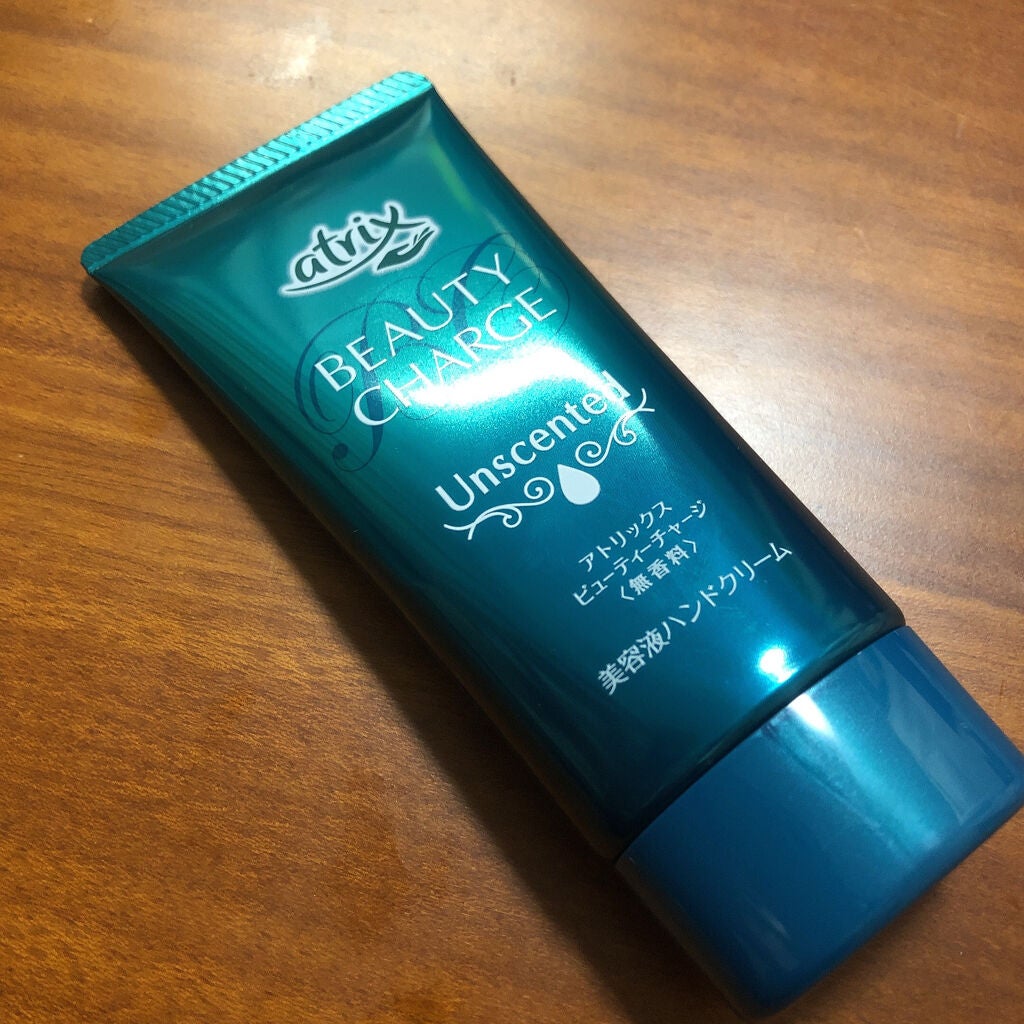 atrix
BEAUTY
CHARGE
Unscented
アトリックス
ビューティーチャージ
〈無香料〉
美容液ハンドクリーム